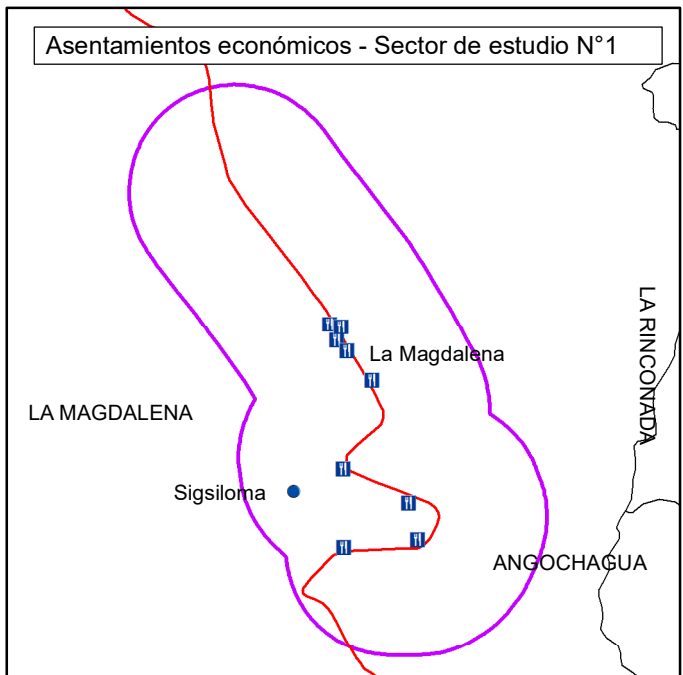 Asentamientos económicos - Sector de estudio N°1
LA RINCONADA
La Magdalena
LA MAGDALENA
Sigsiloma
ANGOCHAGUA